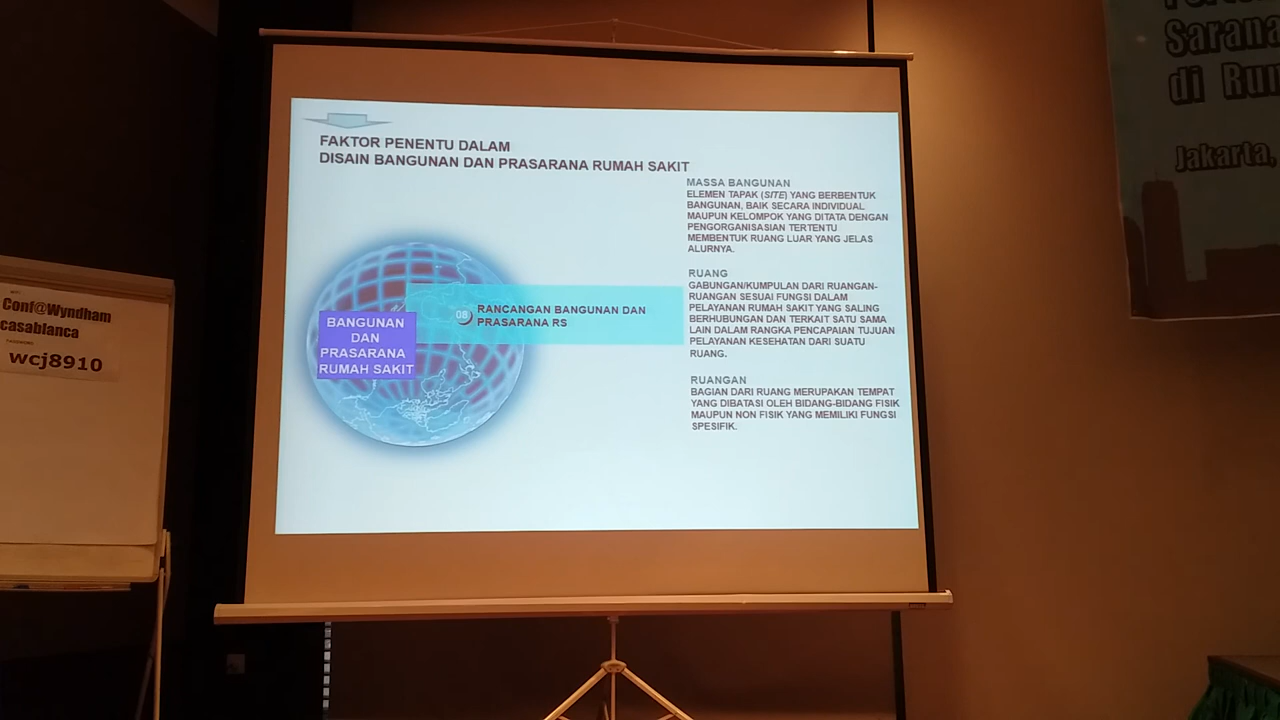 Sarana
di
Jakarta,
Conf@Wyndham
casablanca
PASSWORD
wcj8910
FAKTOR PENENTU DALAM
DISAIN BANGUNAN DAN PRASARANA RUMAH SAKIT
BANGUNAN
DAN
PRASARANA
RUMAH SAKIT
08
RANCANGAN BANGUNAN DAN
PRASARANA RS
MASSA BANGUNAN
ELEMEN TAPAK (SITE) YANG BERBENTUK
BANGUNAN, BAIK SECARA INDIVIDUAL
MAUPUN KELOMPOK YANG DITATA DENGAN
PENGORGANISASIAN TERTENTU
MEMBENTUK RUANG LUAR YANG JELAS
ALURNYA.
RUANG
GABUNGAN/KUMPULAN DARI RUANGAN-
RUANGAN SESUAI FUNGSI DALAM
PELAYANAN RUMAH SAKIT YANG SALING
BERHUBUNGAN DAN TERKAIT SATU SAMA
LAIN DALAM RANGKA PENCAPAIAN TUJUAN
PELAYANAN KESEHATAN DARI SUATU
RUANG.
RUANGAN
BAGIAN DARI RUANG MERUPAKAN TEMPAT
YANG DIBATASI OLEH BIDANG-BIDANG FISIK
MAUPUN NON FISIK YANG MEMILIKI FUNGSI
SPESIFIK.